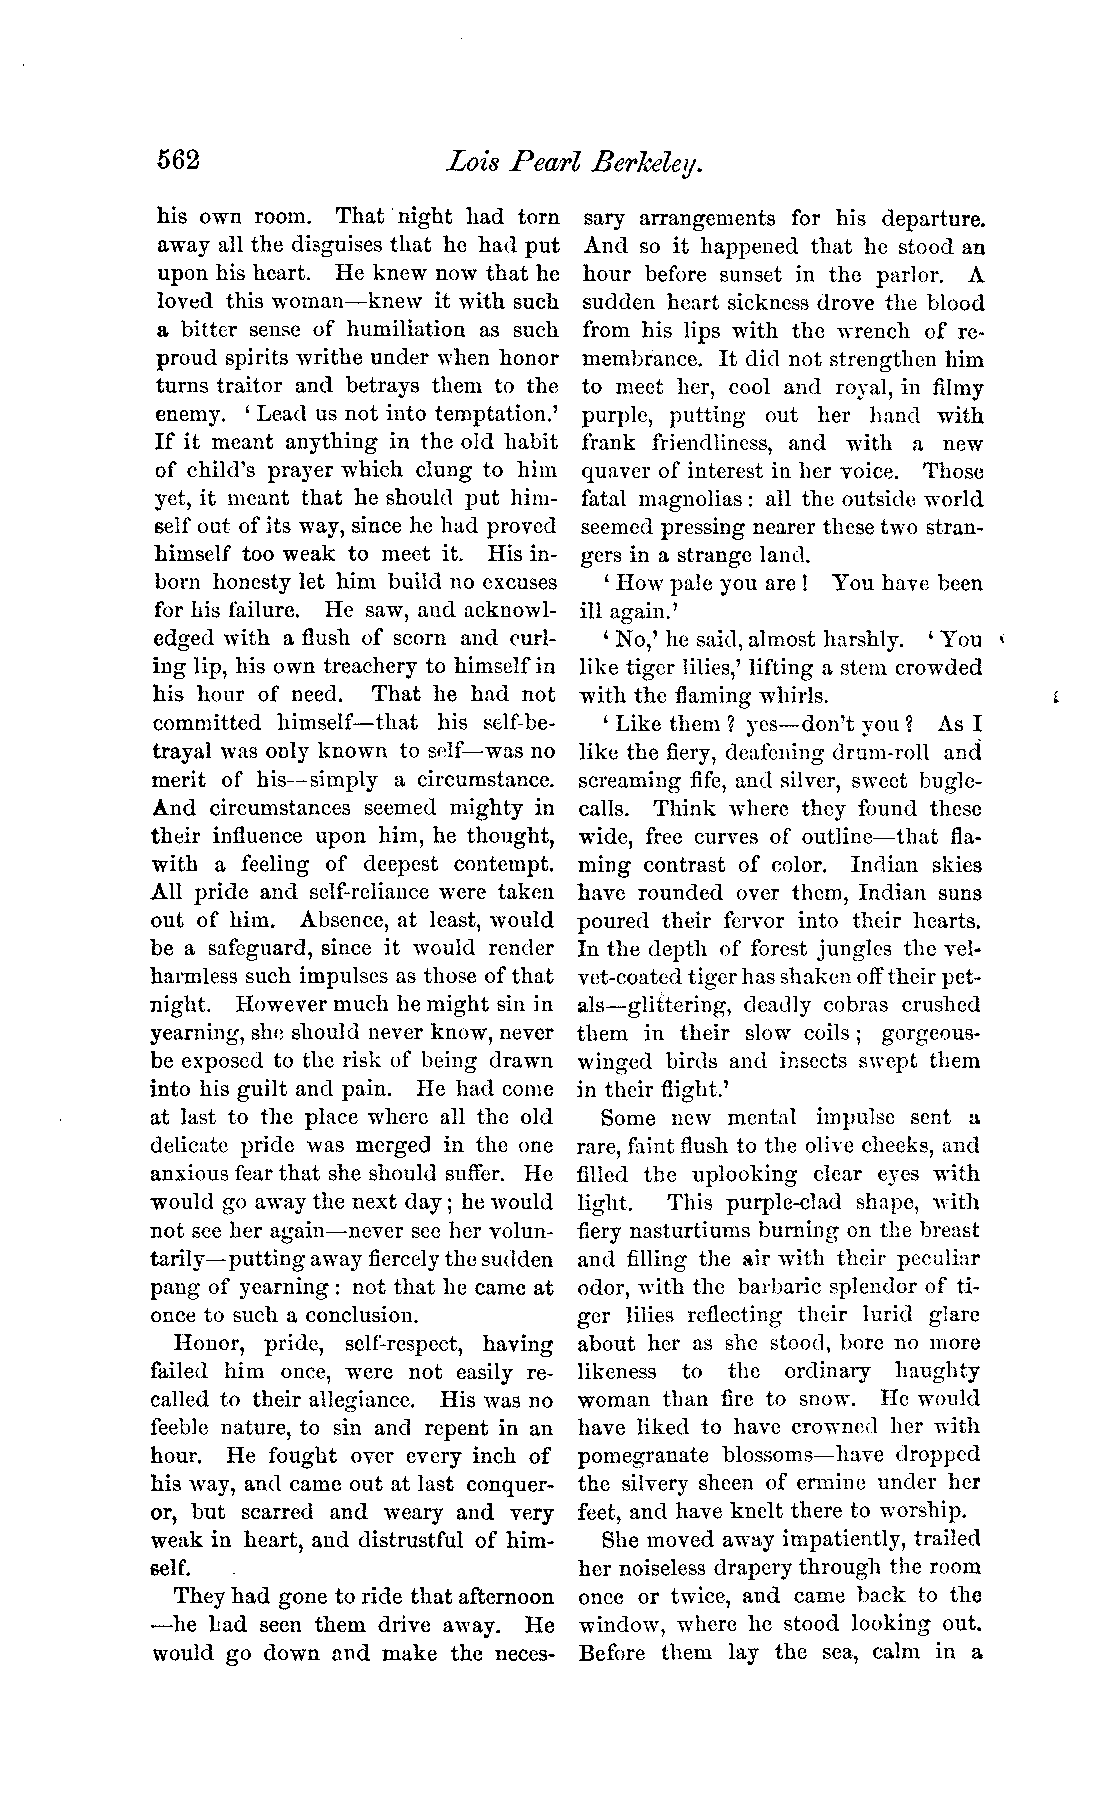 562
Lois Pearl Berkeley.
his own room. That night had torn
away all the disguises that he had put
upon his heart. He knew now that he
loved this woman—knew it with such
a bitter sense of humiliation as such
proud spirits writhe under when honor
turns traitor and betrays them to the
enemy. ‘ Lead us not into temptation.’
If it meant anything in the old habit
of child's prayer which clung to him
yet, it meant that he should put him-
self out of its way, since he had proved
himself too weak to meet it. His in-
born honesty let him build no excuses
for his failure. He saw, and acknowl-
edged with a flush of scorn and curl-
ing lip, his own treachery to himself in
his hour of need. That he had not
committed himself—that his self-be-
trayal was only known to self—was no
merit of his—simply a circumstance.
And circumstances seemed mighty in
their influence upon him, he thought,
with a feeling of deepest contempt.
All pride and self-reliance were taken
out of him. Absence, at least, would
be a safeguard, since it would render
harmless such impulses as those of that
night. However much he might sin in
yearning, she should never know, never
be exposed to the risk of being drawn
into his guilt and pain. He had come
at last to the place where all the old
delicate pride was merged in the one
anxious fear that she should suffer. He
would go away the next day; he would
not see her again—never see her volun-
tarily—putting away fiercely the sudden
pang of yearning: not that he came at
once to such a conclusion.
Honor, pride, self-respect, having
failed him once, were not easily re-
called to their allegiance. His was no
feeble nature, to sin and repent in an
hour. He fought over every inch of
his way, and came out at last conquer-
or, but scarred and weary and very
weak in heart, and distrustful of him-
self.
They had gone to ride that afternoon
—he had seen them drive away. He
would go down and make the neces-
sary arrangements for his departure.
And so it happened that he stood an
hour before sunset in the parlor. A
sudden heart sickness drove the blood
from his lips with the wrench of re-
membrance. It did not strengthen him
to meet her, cool and royal, in filmy
purple, putting out her hand with
frank friendliness, and with a new
quaver of interest in her voice. Those
fatal magnolias: all the outside world
seemed pressing nearer these two stran-
gers in a strange land.
‘ How pale you are! You have been
ill again.’
‘ No,’ he said, almost harshly. ‘ You
like tiger lilies,’ lifting a stem crowded
with the flaming whirls.
‘ Like them? yes—don't you? As I
like the fiery, deafening drum-roll and
screaming fife, and silver, sweet bugle-
calls. Think where they found these
wide, free curves of outline—that fla-
ming contrast of color. Indian skies
have rounded over them, Indian suns
poured their fervor into their hearts.
In the depth of forest jungles the vel-
vet-coated tiger has shaken off their pet-
als—glittering, deadly cobras crushed
them in their slow coils; gorgeous-
winged birds and insects swept them
in their flight.’
Some new mental impulse sent a
rare, faint flush to the olive cheeks, and
filled the uplooking clear eyes with
light. This purple-clad shape, with
fiery nasturtiums burning on the breast
and filling the air with their peculiar
odor, with the barbaric splendor of ti-
ger lilies reflecting their lurid glare
about her as she stood, bore no more
likeness to the ordinary haughty
woman than fire to snow. He would
have liked to have crowned her with
pomegranate blossoms—have dropped
the silvery sheen of ermine under her
feet, and have knelt there to worship.
She moved away impatiently, trailed
her noiseless drapery through the room
once or twice, and came back to the
window, where he stood looking out.
Before them lay the sea, calm in a